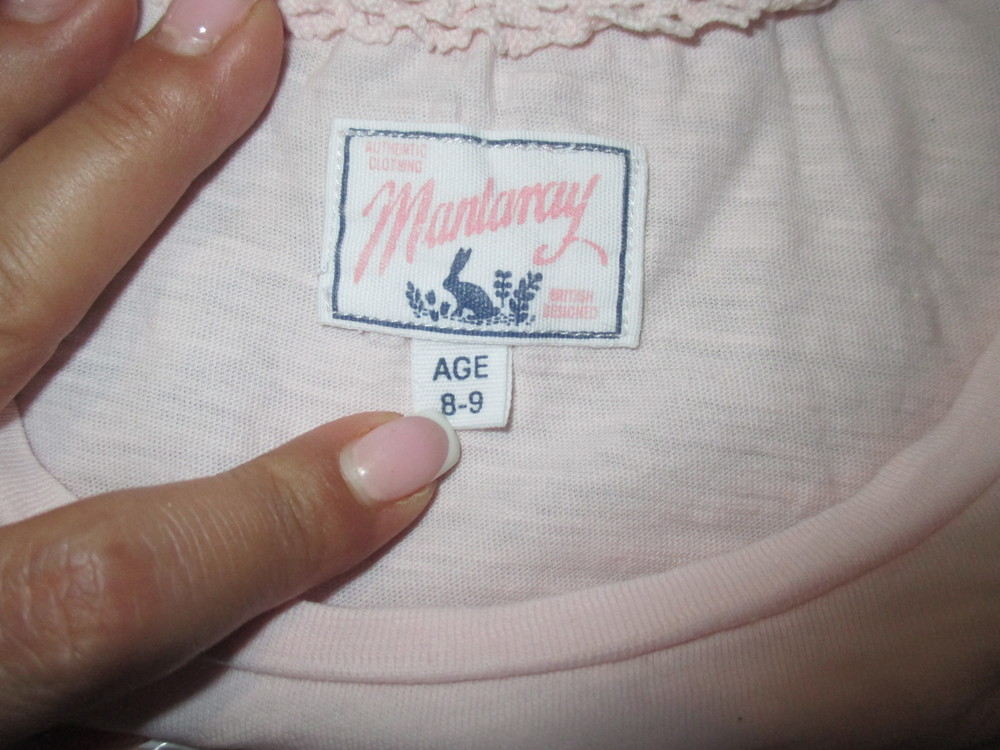 AUTHENTIC
CLOTHING
Mantaray
BRITISH
DESIGNED
AGE
8-9